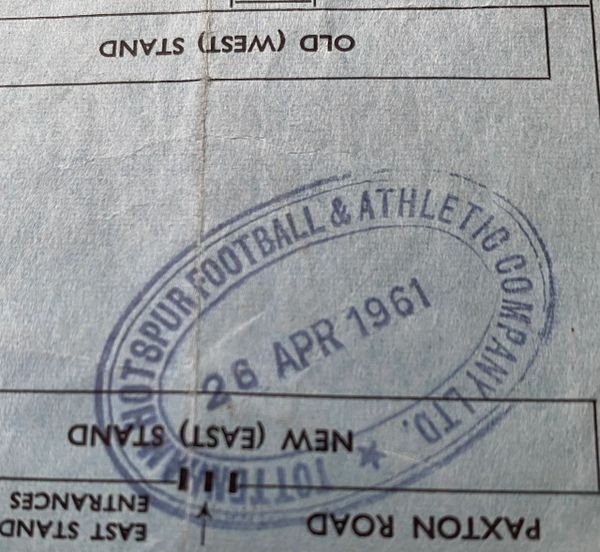 OLD (WEST) STAND
TOTTENHAM HOTSPUR FOOTBALL & ATHLETIC COMPANY LTD.
26 APR 1961
NEW (EAST) STAND
EAST STAND
ENTRANCES
PAXTON ROAD